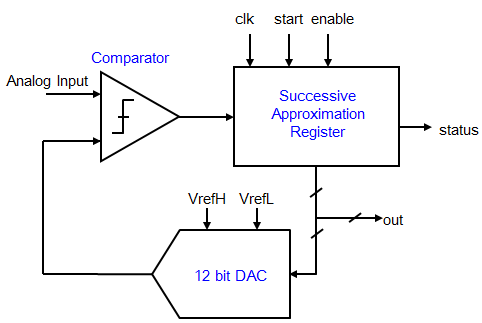 clk start enable
Comparator
Analog Input
Successive
Approximation
Register
status
VrefH VrefL
out
12 bit DAC